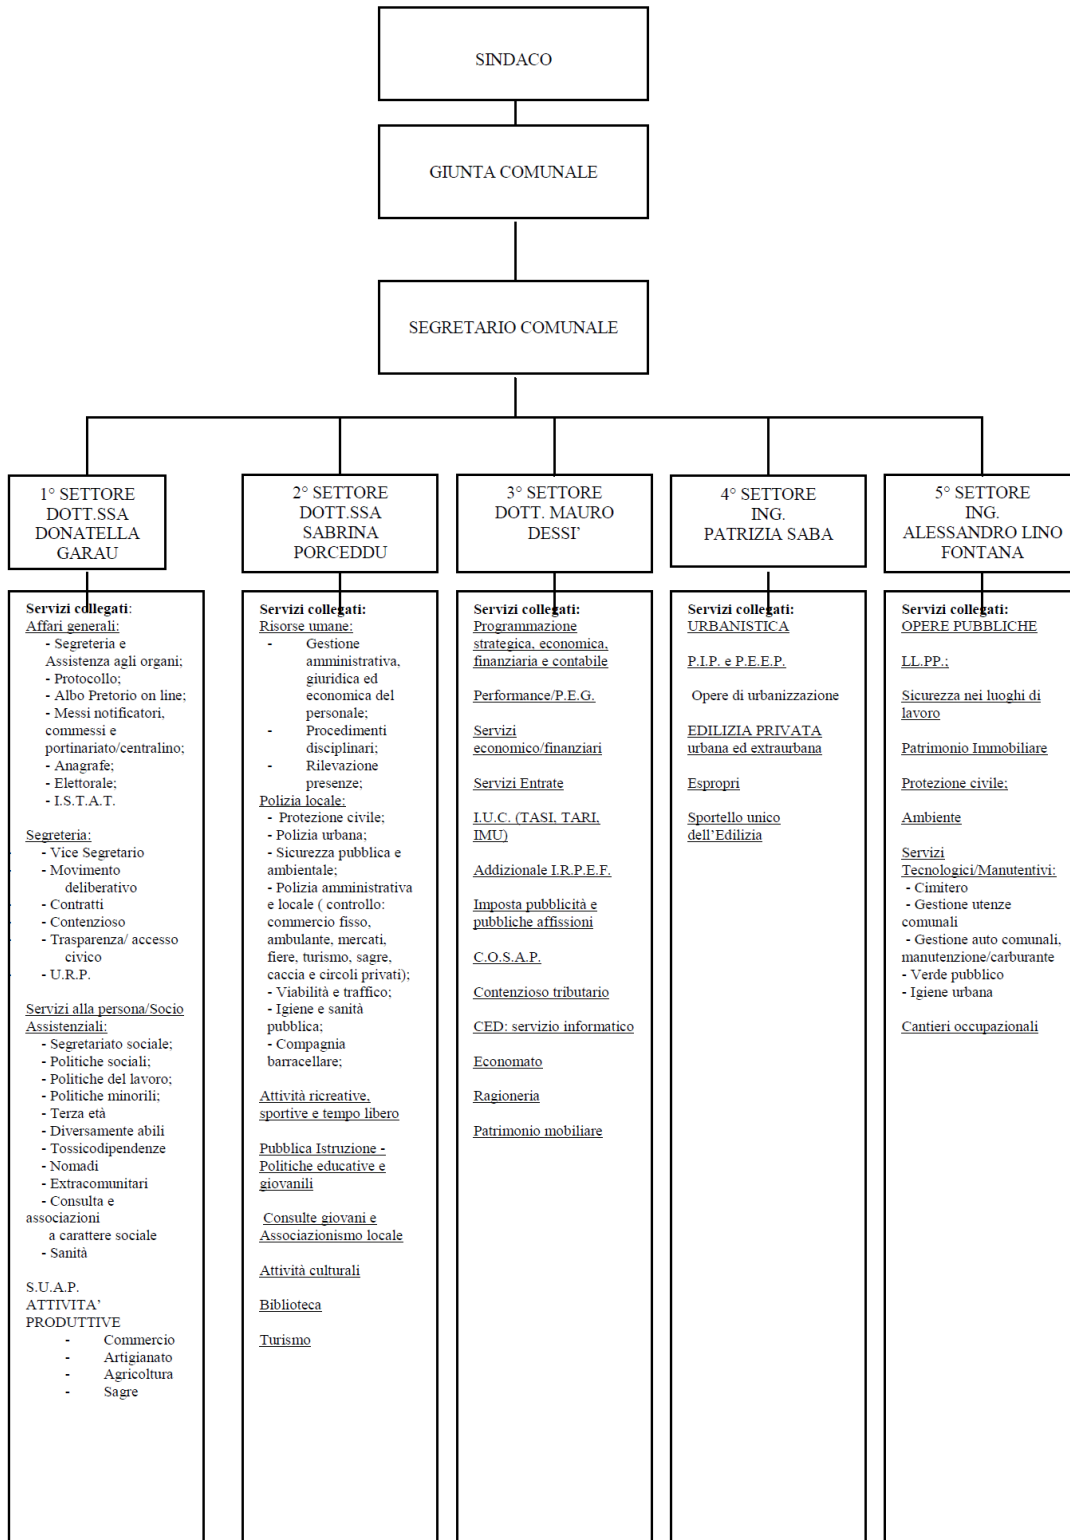 SINDACO
GIUNTA COMUNALE
SEGRETARIO COMUNALE
1° SETTORE
DOTT.SSA
DONATELLA
GARAU
2° SETTORE
DOTT.SSA
SABRINA
PORCEDDU
3° SETTORE
DOTT. MAURO
DESSI’
4° SETTORE
ING.
PATRIZIA SABA
5° SETTORE
ING.
ALESSANDRO LINO
FONTANA
Servizi collegati:
Affari generali:
- Segreteria e
Assistenza agli organi;
- Protocollo;
- Albo Pretorio on line;
- Messi notificatori,
commessi e
portinariato/centralino;
- Anagrafe;
- Elettorale;
- I.S.T.A.T.
Segreteria:
- Vice Segretario
- Movimento
deliberativo
- Contratti
- Contenzioso
- Trasparenza/ accesso
civico
- U.R.P.
Servizi alla persona/Socio
Assistenziali:
- Segretariato sociale;
- Politiche sociali;
- Politiche del lavoro;
- Politiche minorili;
- Terza età
- Diversamente abili
- Tossicodipendenze
- Nomadi
- Extracomunitari
- Consulta e
associazioni
a carattere sociale
- Sanità
S.U.A.P.
ATTIVITA’
PRODUTTIVE
- Commercio
- Artigianato
- Agricoltura
- Sagre
Servizi collegati:
Risorse umane:
- Gestione
amministrativa,
giuridica ed
economica del
personale;
- Procedimenti
disciplinari;
- Rilevazione
presenze;
Polizia locale:
- Protezione civile;
- Polizia urbana;
- Sicurezza pubblica e
ambientale;
- Polizia amministrativa
e locale ( controllo:
commercio fisso,
ambulante, mercati,
fiere, turismo, sagre,
caccia e circoli privati);
- Viabilità e traffico;
- Igiene e sanità
pubblica;
- Compagnia
barracellare;
Attività ricreative,
sportive e tempo libero
Pubblica Istruzione -
Politiche educative e
giovanili
Consulte giovani e
Associazionismo locale
Attività culturali
Biblioteca
Turismo
Servizi collegati:
Programmazione
strategica, economica,
finanziaria e contabile
Performance/P.E.G.
Servizi
economico/finanziari
Servizi Entrate
I.U.C. (TASI, TARI,
IMU)
Addizionale I.R.P.E.F.
Imposta pubblicità e
pubbliche affissioni
C.O.S.A.P.
Contenzioso tributario
CED: servizio informatico
Economato
Ragioneria
Patrimonio mobiliare
Servizi collegati:
URBANISTICA
P.I.P. e P.E.E.P.
Opere di urbanizzazione
EDILIZIA PRIVATA
urbana ed extraurbana
Espropri
Sportello unico
dell’Edilizia
Servizi collegati:
OPERE PUBBLICHE
LL.PP.;
Sicurezza nei luoghi di
lavoro
Patrimonio Immobiliare
Protezione civile;
Ambiente
Servizi
Tecnologici/Manutentivi:
- Cimitero
- Gestione utenze
comunali
- Gestione auto comunali,
manutenzione/carburante
- Verde pubblico
- Igiene urbana
Cantieri occupazionali